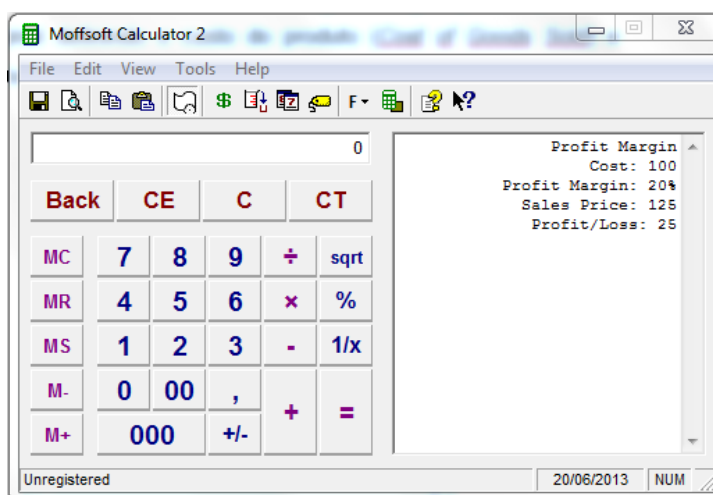 Moffsoft Calculator 2
File Edit View Tools Help
$ F
0
Profit Margin
Cost: 100
Profit Margin: 20%
Sales Price: 125
Profit/Loss: 25
Back CE C CT
MC 7 8 9 ÷ sqrt
MR 4 5 6 × %
MS 1 2 3 - 1/x
M- 0 00 , + =
M+ 000 +/-
Unregistered 20/06/2013 NUM